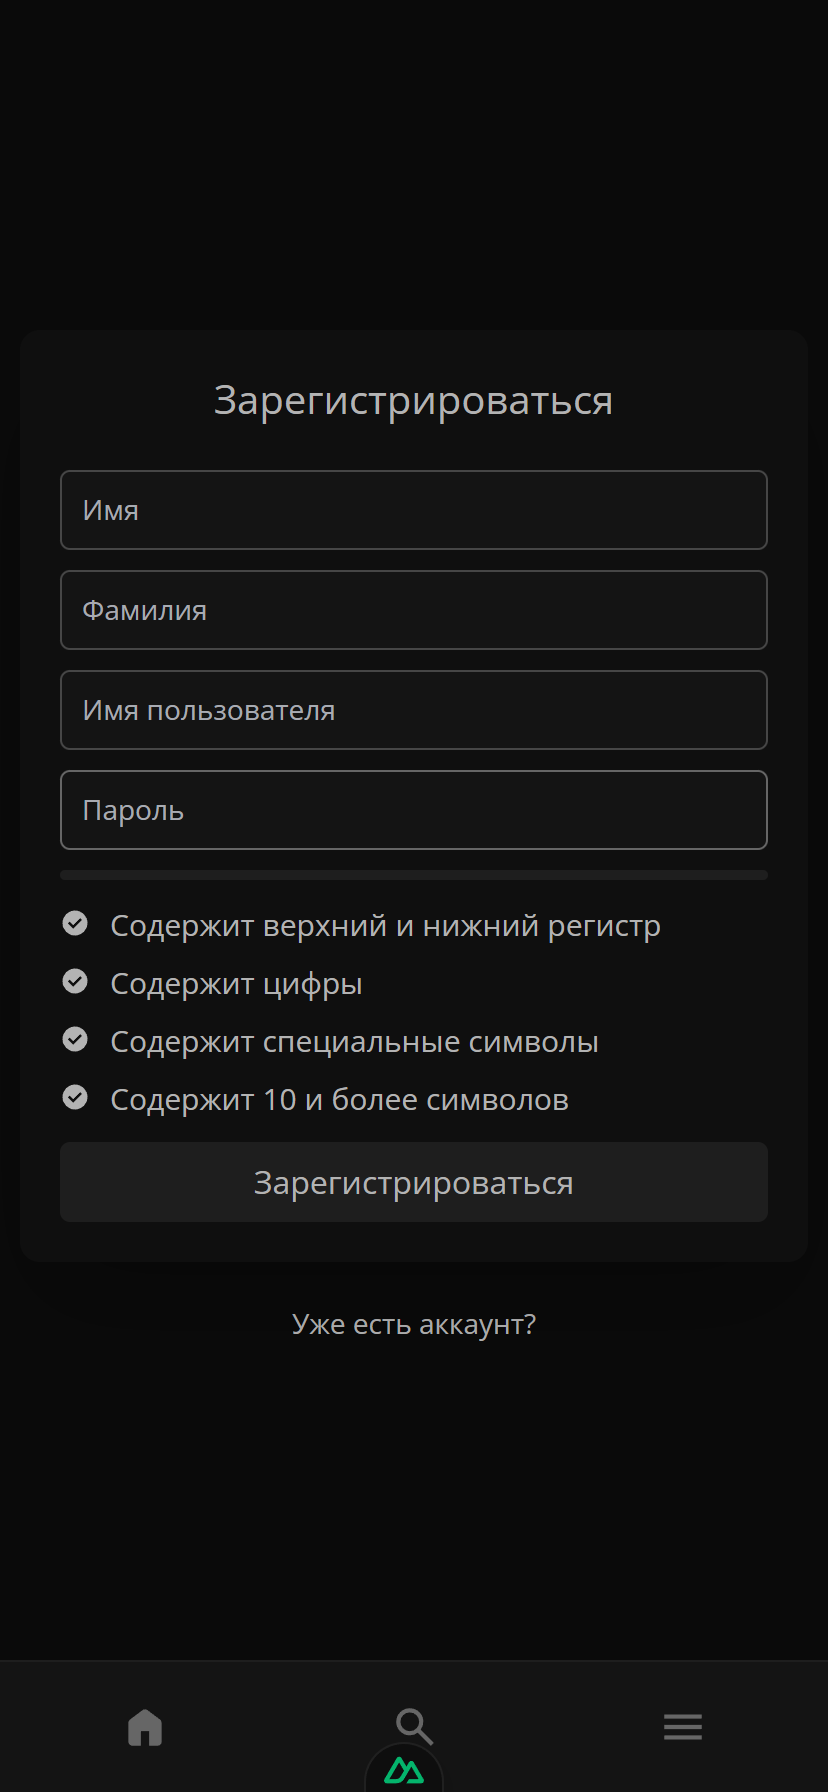 Зарегистрироваться
Имя
Фамилия
Имя пользователя
Пароль
Содержит верхний и нижний регистр
Содержит цифры
Содержит специальные символы
Содержит 10 и более символов
Зарегистрироваться
Уже есть аккаунт?